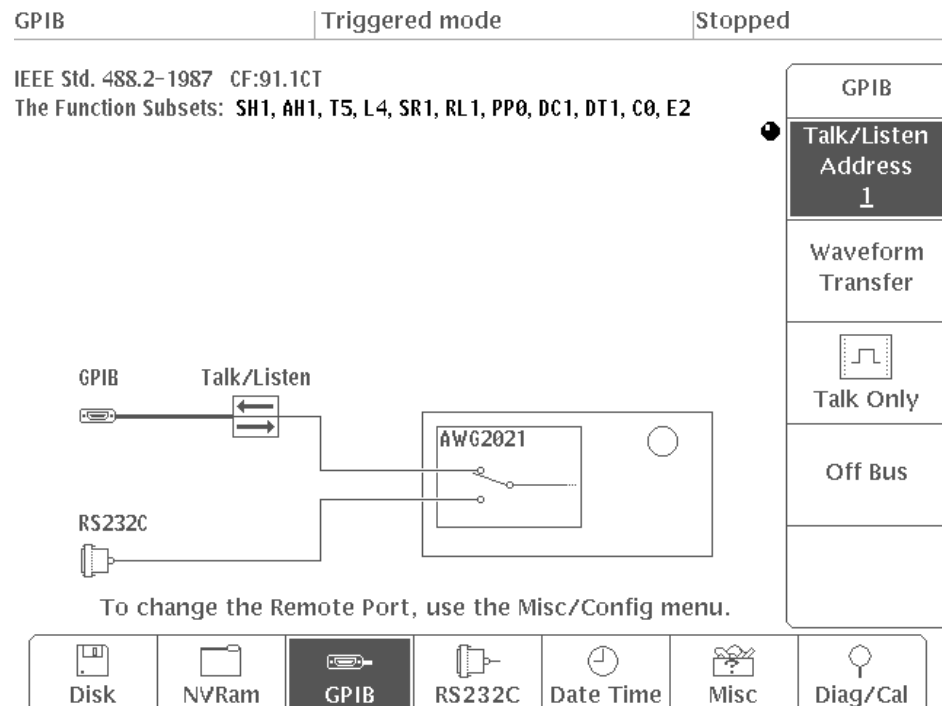 GPIB Triggered mode Stopped
IEEE Std. 488.2-1987 CF:91.1CT
The Function Subsets: SH1, AH1, T5, L4, SR1, RL1, PP0, DC1, DT1, C0, E2
GPIB
Talk/Listen
Address
1
Waveform
Transfer
Talk Only
Off Bus
GPIB Talk/Listen
AWG2021
RS232C
To change the Remote Port, use the Misc/Config menu.
?
Disk NVRam GPIB RS232C Date Time Misc Diag/Cal